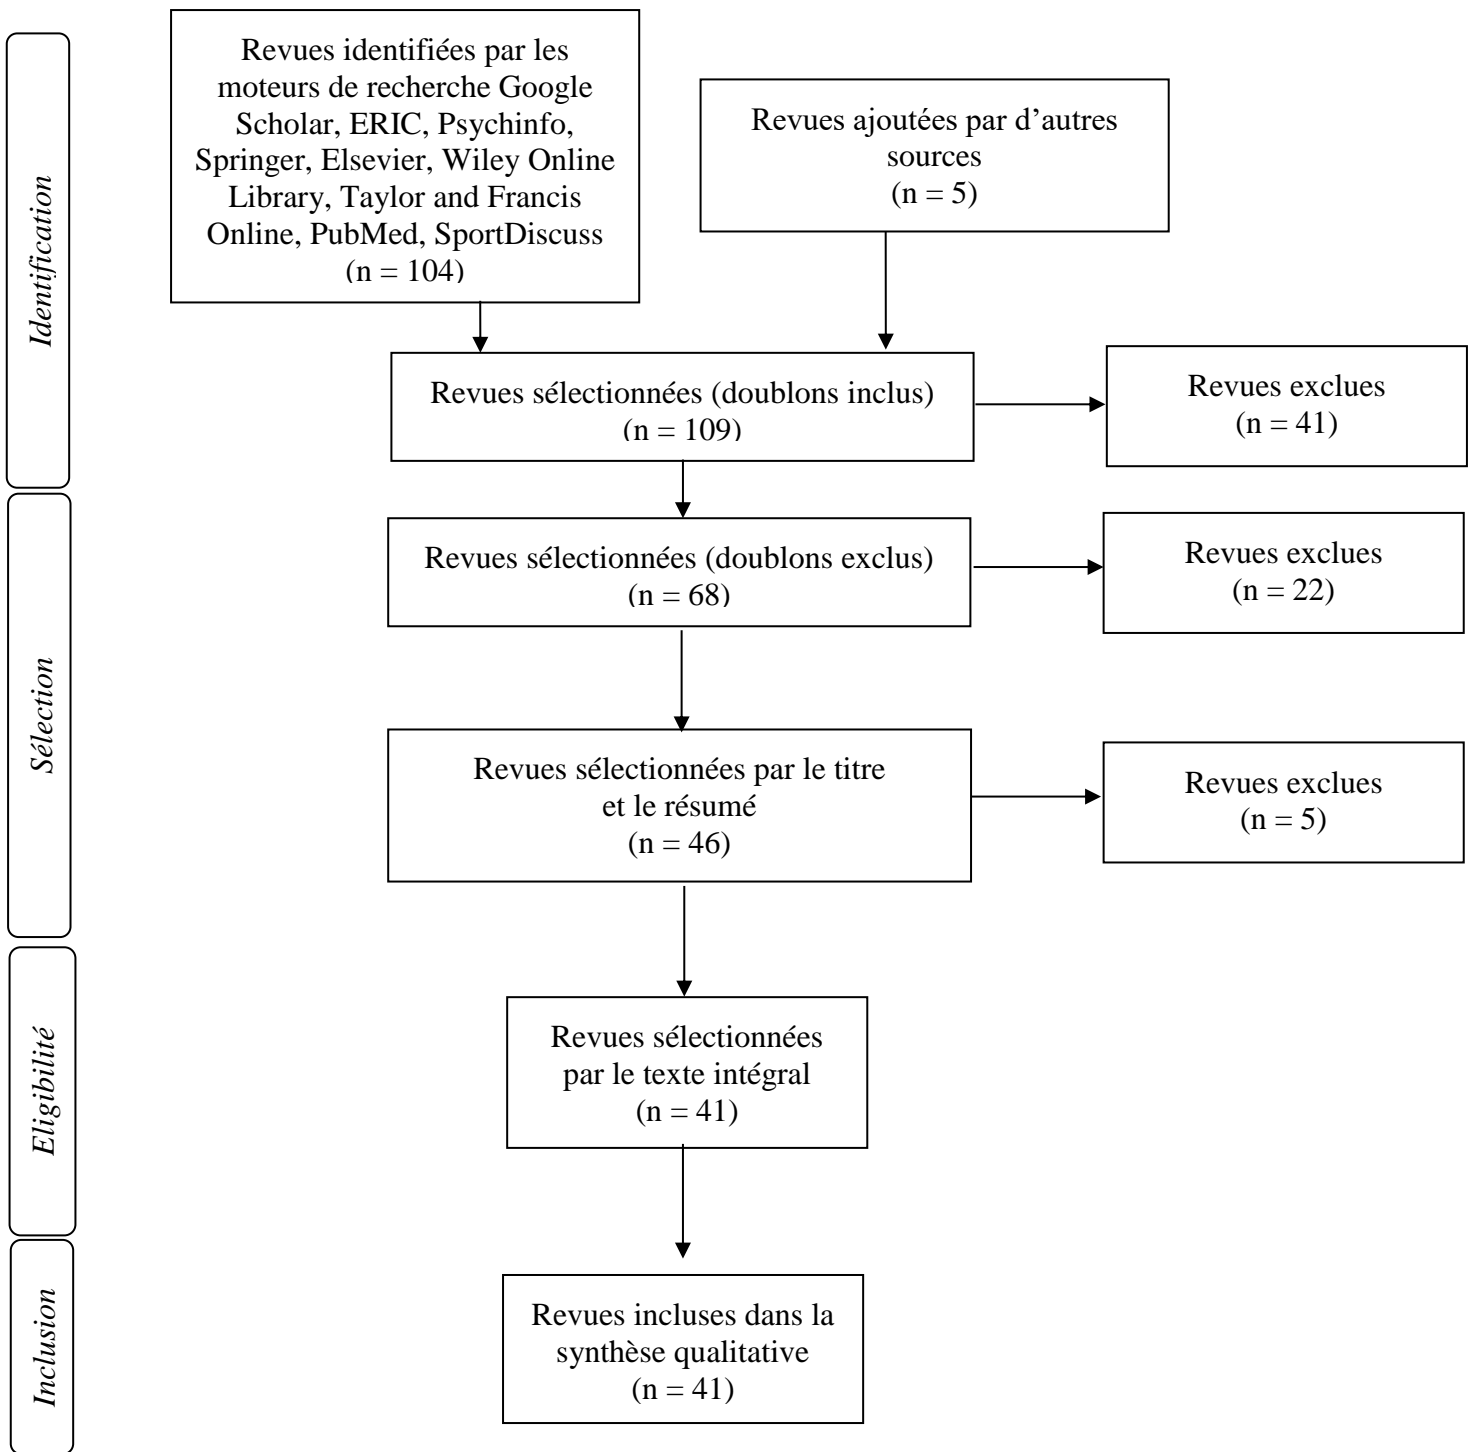 Identification
Revues identifiées par les
moteurs de recherche Google
Scholar, ERIC, Psychinfo,
Springer, Elsevier, Wiley Online
Library, Taylor and Francis
Online, PubMed, SportDiscuss
(n = 104)
Revues ajoutées par d’autres
sources
(n = 5)
Revues sélectionnées (doublons inclus)
(n = 109)
Revues exclues
(n = 41)
Sélection
Revues sélectionnées (doublons exclus)
(n = 68)
Revues exclues
(n = 22)
Revues sélectionnées par le titre
et le résumé
(n = 46)
Revues exclues
(n = 5)
Eligibilité
Revues sélectionnées
par le texte intégral
(n = 41)
Inclusion
Revues incluses dans la
synthèse qualitative
(n = 41)